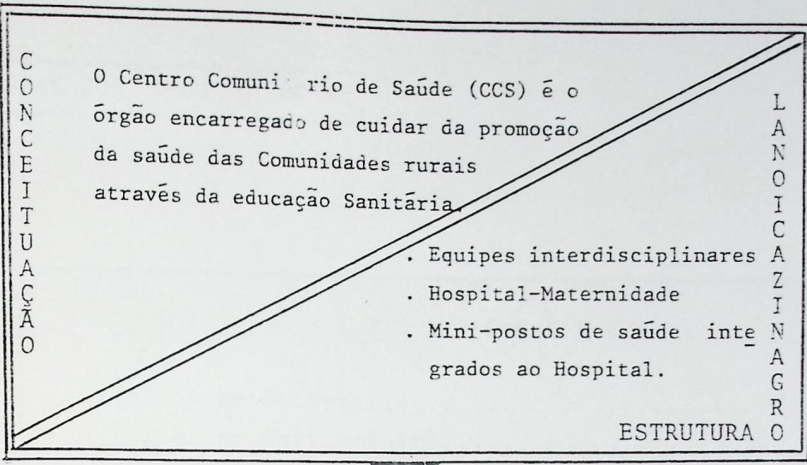 CONCEITUAÇÃO
O Centro Comuni rio de Saúde (CCS) é o
órgão encarregado de cuidar da promoção
da saúde das Comunidades rurais
através da educação Sanitária.
. Equipes interdisciplinares
. Hospital-Maternidade
. Mini-postos de saúde inte
grados ao Hospital.
ESTRUTURA
ORGANIZACIONAL